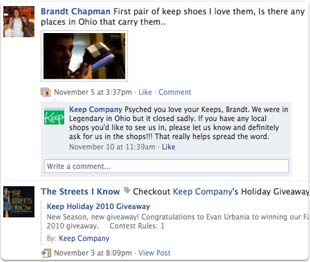 Brandt Chapman First pair of keep shoes I love them, Is there any
places in Ohio that carry them..
November 5 at 3:37pm · Like · Comment
Keep
Keep Company Psyched you love your Keeps, Brandt. We were in
Legendary in Ohio but it closed sadly. If you have any local
shops you'd like to see us in, please let us know and definitely
ask for us in the shops!!! That really helps spread the word.
November 10 at 11:39am · Like
Write a comment...
THE STREETS I KNOW
The Streets I Know Checkout Keep Company's Holiday Giveaway
Keep Holiday 2010 Giveaway
New Season, new giveaway! Congratulations to Evan Urbania to winning our Fa
2010 giveaway. Contest Rules: 1
By: Keep Company
November 3 at 8:09pm · View Post